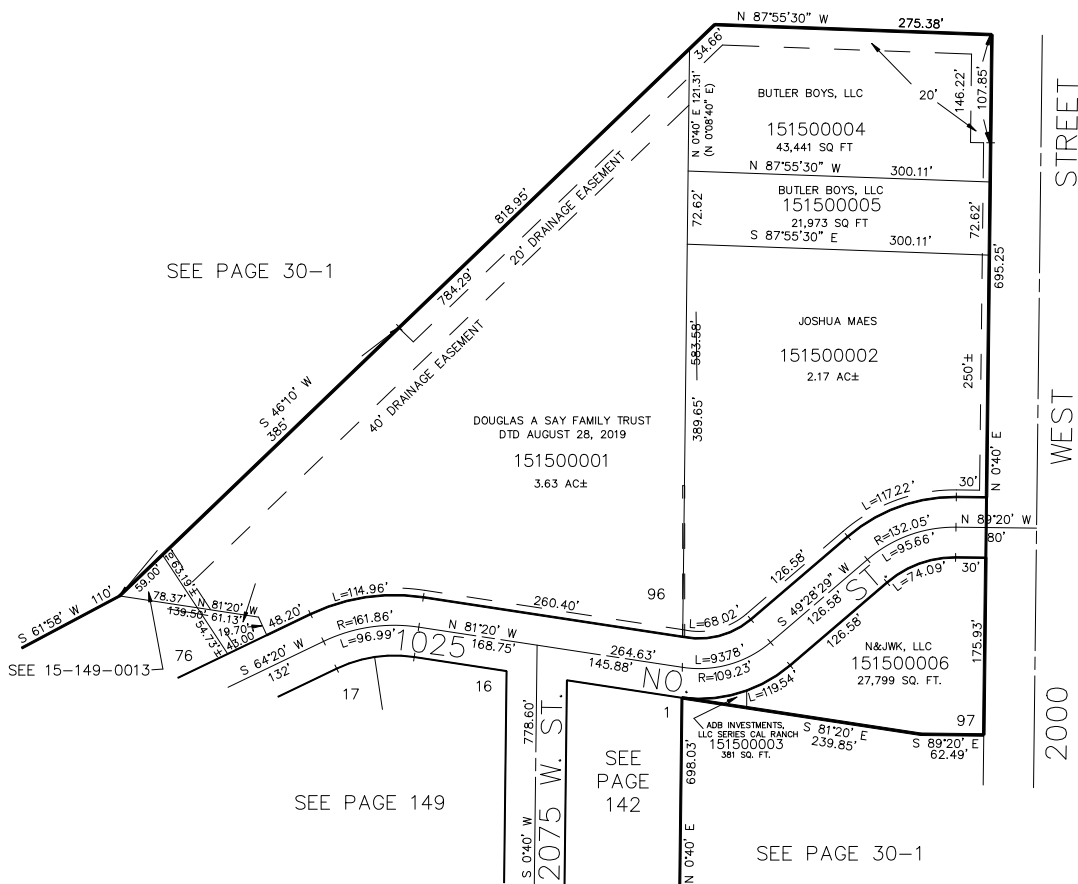 N 87°55'30" W
275.38'
34.66'
N 0°40' E 121.31'
(N 0°08'40" E)
BUTLER BOYS, LLC
151500004
43,441 SQ FT
20'
146.22'
107.85'
STREET
N 87°55'30" W
300.11'
BUTLER BOYS, LLC
151500005
21,973 SQ FT
72.62'
72.62'
S 87°55'30" E
300.11'
818.95'
20' DRAINAGE EASEMENT
784.29'
SEE PAGE 30-1
695.25'
JOSHUA MAES
151500002
2.17 AC±
583.58'
250'±
40' DRAINAGE EASEMENT
S 46°10' W
385'
389.65'
WEST
DOUGLAS A SAY FAMILY TRUST
DTD AUGUST 28, 2019
151500001
3.63 AC±
N 0°40' E
L=117.22'
30'
R=132.05'
L=95.66'
N 89°20' W
80'
30'
L=74.09'
126.58'
S 49°28'29" W
126.58'
126.58'
ST.
63.19'±
59.00'
110'
S 61°58' W
78.37'
N 81°20' W
139.50'
61.13'
19.70'
43.00'
54.73'±
48.20'
L=114.96'
R=161.86'
L=96.99'
260.40'
96
L=68.02'
N 81°20' W
168.75'
1025
264.63'
145.88'
NO.
L=9378'
R=109.23'
L=119.54'
SEE 15-149-0013
76
S 64°20' W
132'
17
16
1
N&JWK, LLC
151500006
27,799 SQ. FT.
175.93'
97
ADB INVESTMENTS,
LLC SERIES CAL RANCH
151500003
381 SQ. FT.
S 81°20' E
239.85'
S 89°20' E
62.49'
2000
778.60'
S 0°40' W
2075 W. ST.
SEE
PAGE
142
698.03'
N 0°40' E
SEE PAGE 149
SEE PAGE 30-1